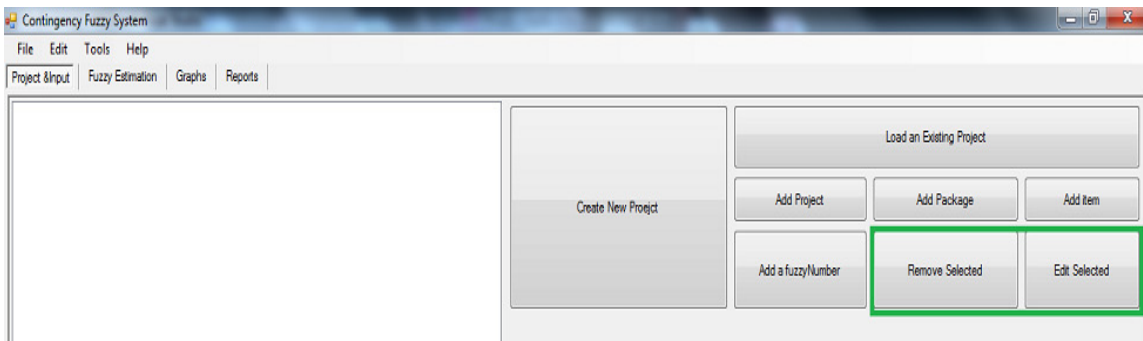 Contingency Fuzzy System
File Edit Tools Help
Project &Input Fuzzy Estimation Graphs Reports
Load an Existing Project
Create New Proejct
Add Project Add Package Add item
Add a fuzzyNumber Remove Selected Edit Selected